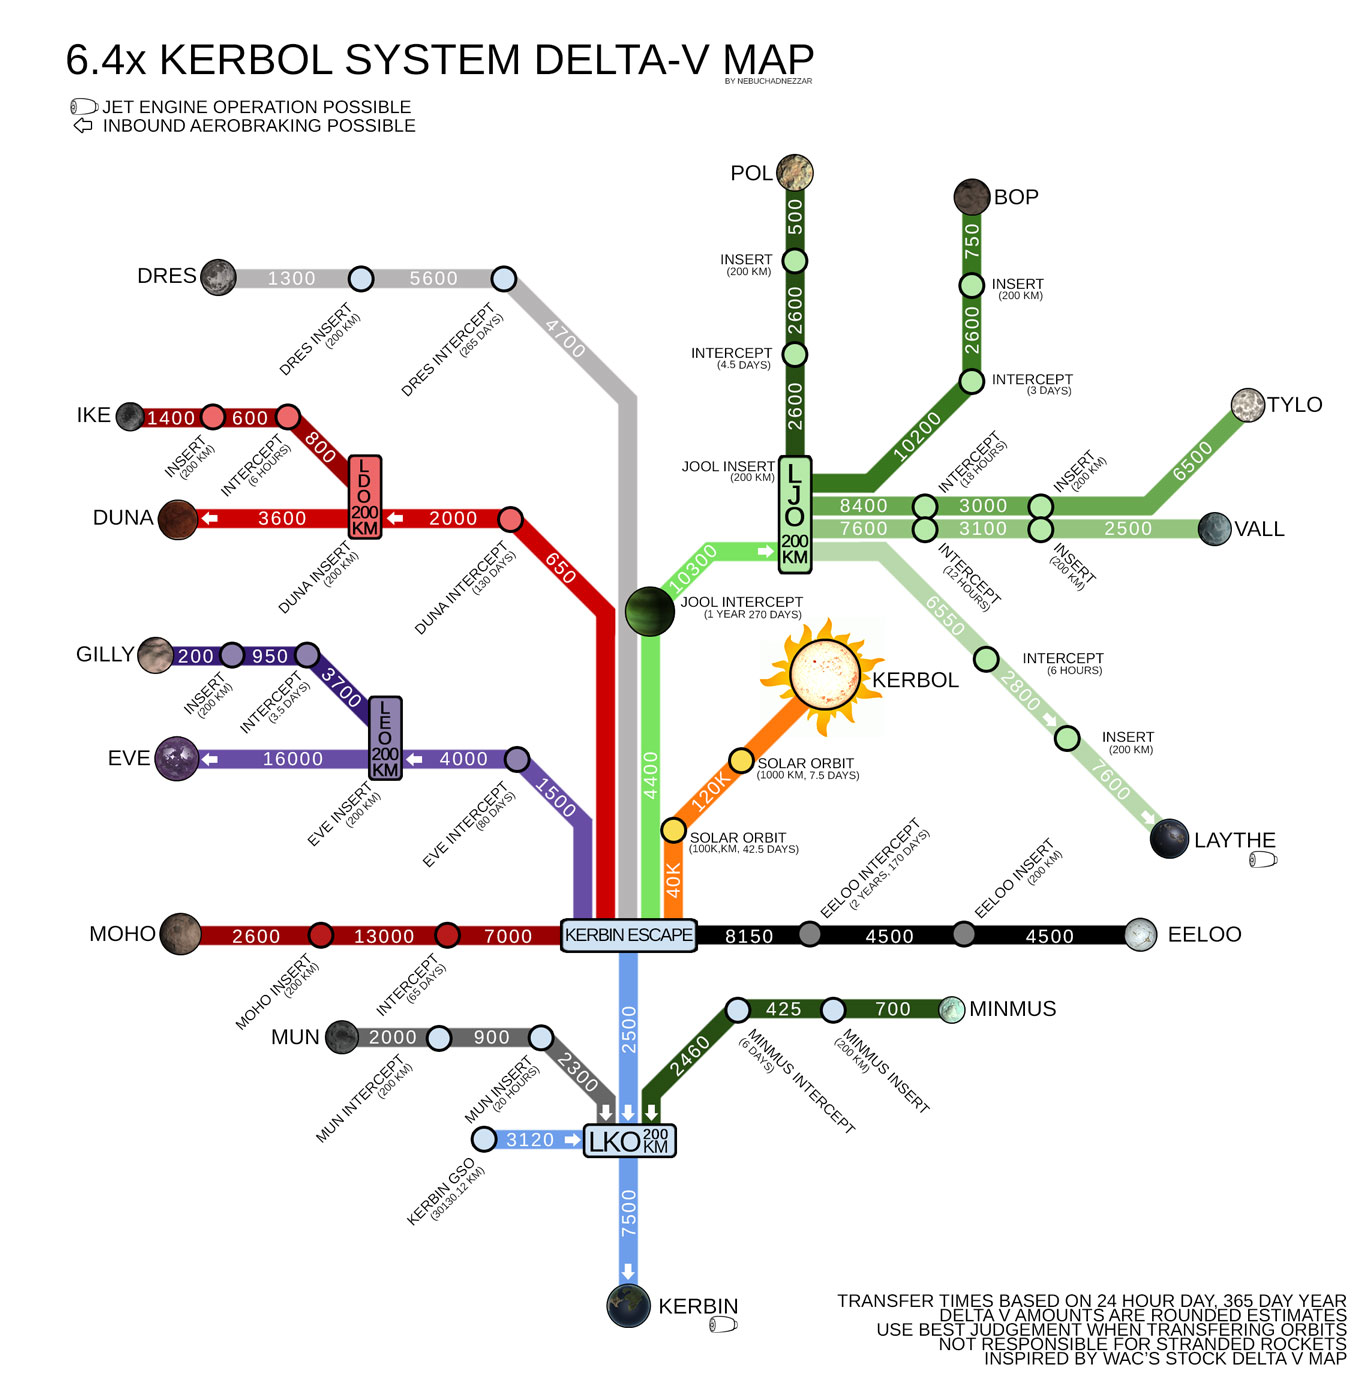 6.4x KERBOL SYSTEM DELTA-V MAP
BY NEBUCHADNEZZAR
JET ENGINE OPERATION POSSIBLE
INBOUND AEROBRAKING POSSIBLE
POL
500
INSERT
(200 KM)
2600
INTERCEPT
(4.5 DAYS)
2600
BOP
750
INSERT
(200 KM)
2600
INTERCEPT
(3 DAYS)
10200
DRES
1300
5600
4700
DRES INSERT
(200 KM)
DRES INTERCEPT
(265 DAYS)
IKE
1400
600
800
INSERT
(200 KM)
INTERCEPT
(6 HOURS)
LDO
200
KM
DUNA
3600
2000
650
DUNA INSERT
(200 KM)
DUNA INTERCEPT
(130 DAYS)
JOOL INSERT
(200 KM)
LJO
200
KM
TYLO
8400
3000
6500
INTERCEPT
(18 HOURS)
INSERT
(200 KM)
VALL
7600
3100
2500
INTERCEPT
(12 HOURS)
INSERT
(200 KM)
10300
JOOL INTERCEPT
(1 YEAR 270 DAYS)
4400
6550
INTERCEPT
(6 HOURS)
2800
INSERT
(200 KM)
7600
LAYTHE
GILLY
200
950
3700
INSERT
(200 KM)
INTERCEPT
(3.5 DAYS)
LEO
200
KM
EVE
16000
4000
1500
EVE INSERT
(200 KM)
EVE INTERCEPT
(80 DAYS)
KERBOL
SOLAR ORBIT
(1000 KM, 7.5 DAYS)
120K
SOLAR ORBIT
(100K,KM, 42.5 DAYS)
40K
MOHO
2600
13000
7000
MOHO INSERT
(200 KM)
INTERCEPT
(65 DAYS)
KERBIN ESCAPE
8150
4500
4500
EELOO
EELOO INTERCEPT
(2 YEARS, 170 DAYS)
EELOO INSERT
(200 KM)
2500
MUN
2000
900
2300
MUN INTERCEPT
(200 KM)
MUN INSERT
(20 HOURS)
2460
425
700
MINMUS
MINMUS INTERCEPT
(6 DAYS)
MINMUS INSERT
(200 KM)
3120
KERBIN GSO
(30130.12 KM)
LKO 200
KM
7500
KERBIN
TRANSFER TIMES BASED ON 24 HOUR DAY, 365 DAY YEAR
DELTA V AMOUNTS ARE ROUNDED ESTIMATES
USE BEST JUDGEMENT WHEN TRANSFERING ORBITS
NOT RESPONSIBLE FOR STRANDED ROCKETS
INSPIRED BY WAC'S STOCK DELTA V MAP